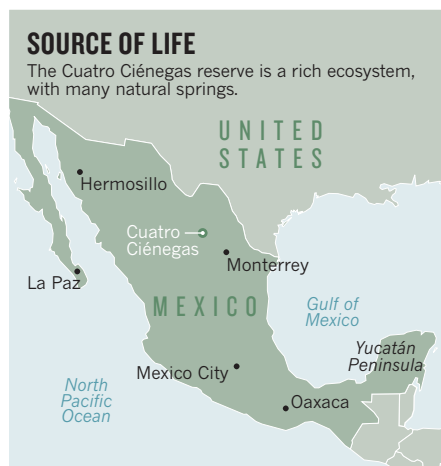 SOURCE OF LIFE
The Cuatro Ciénegas reserve is a rich ecosystem,
with many natural springs.
UNITED
STATES
Hermosillo
Cuatro
Ciénegas
Monterrey
La Paz
MEXICO
Gulf of
Mexico
Yucatán
Peninsula
Mexico City
North
Pacific
Ocean
Oaxaca